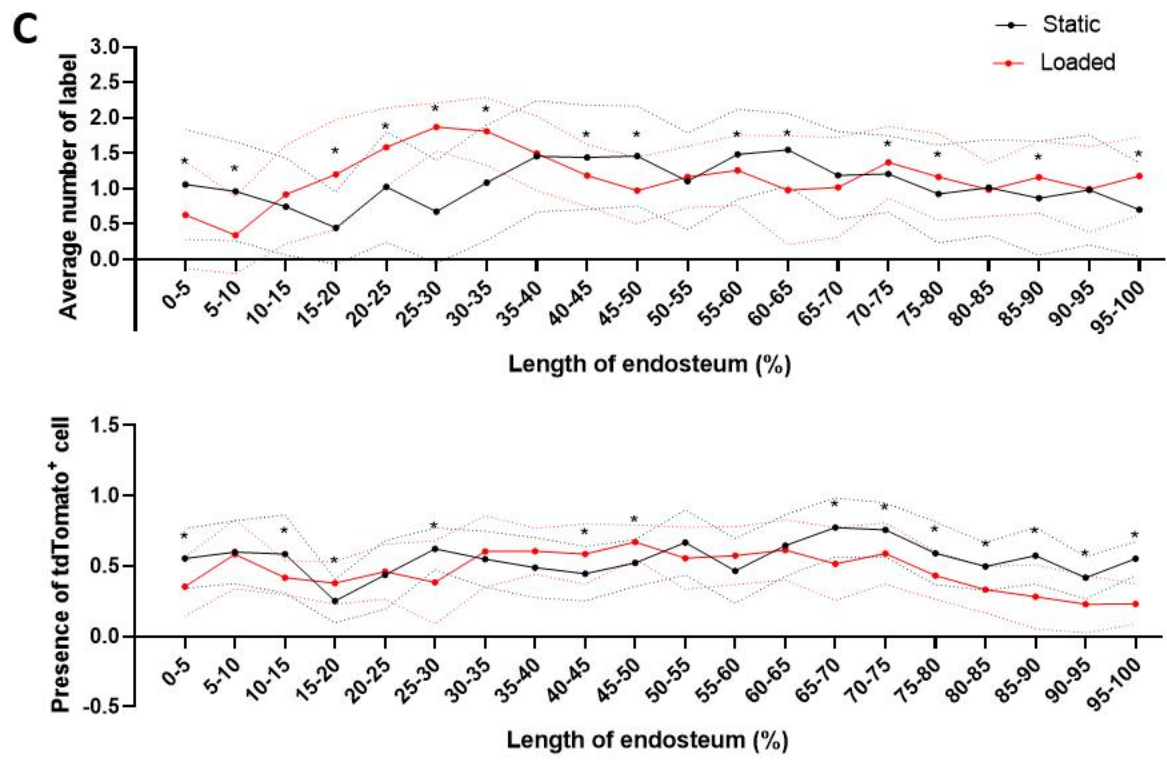 C
Static
Loaded
Average number of label
3.0
2.5
2.0
1.5
1.0
0.5
0.0
* * * * * * * * * * * * * *
0-5 5-10 10-15 15-20 20-25 25-30 30-35 35-40 40-45 45-50 50-55 55-60 60-65 65-70 70-75 75-80 80-85 85-90 90-95 95-100
Length of endosteum (%)
Presence of tdTomato⁺ cell
1.5
1.0
0.5
0.0
-0.5
* * * * * * * * * * * * *
0-5 5-10 10-15 15-20 20-25 25-30 30-35 35-40 40-45 45-50 50-55 55-60 60-65 65-70 70-75 75-80 80-85 85-90 90-95 95-100
Length of endosteum (%)